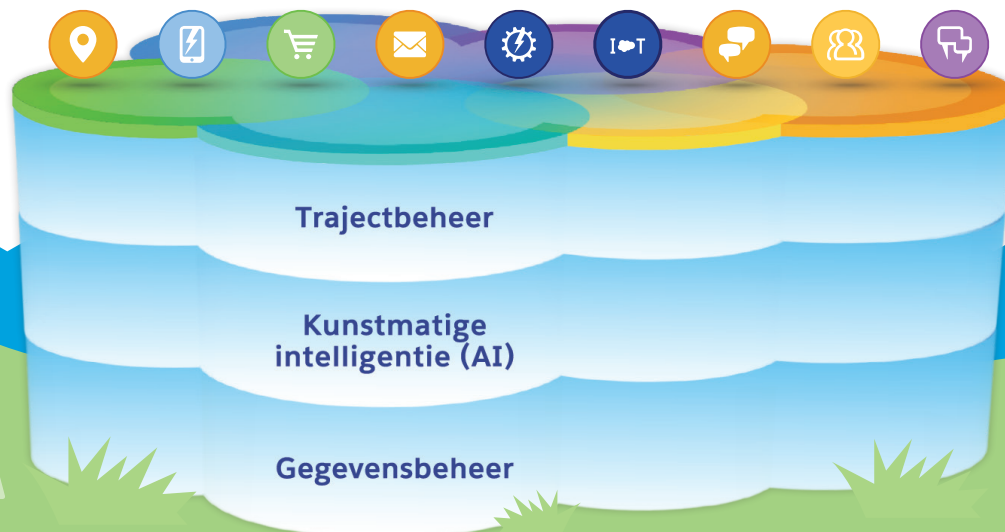 I T
Trajectbeheer
Kunstmatige
intelligentie (AI)
Gegevensbeheer